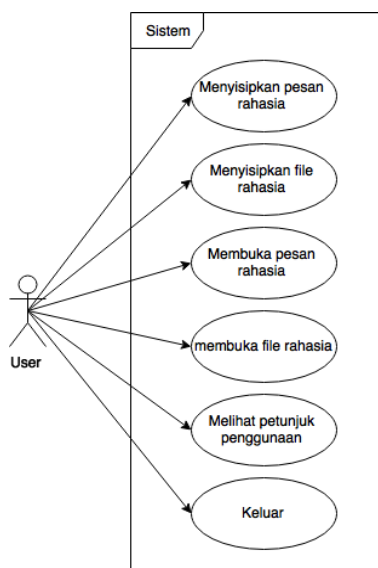 Sistem
Menyisipkan pesan
rahasia
Menyisipkan file
rahasia
Membuka pesan
rahasia
membuka file rahasia
User
Melihat petunjuk
penggunaan
Keluar